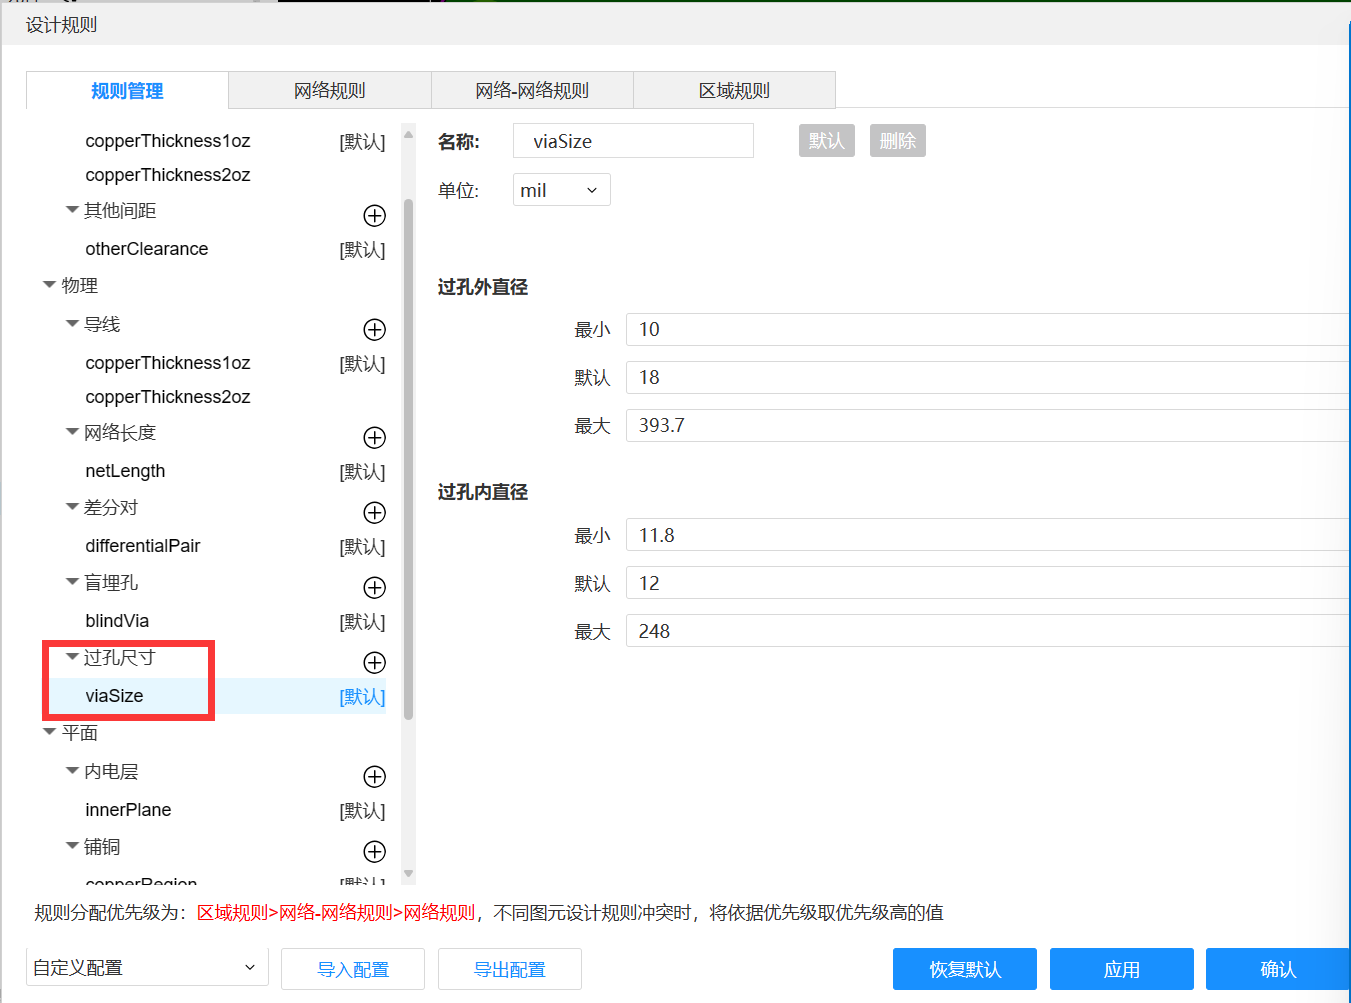 设计规则
规则管理
网络规则
网络-网络规则
区域规则
copperThickness1oz [默认]
copperThickness2oz
其他间距
otherClearance [默认]
物理
导线
copperThickness1oz [默认]
copperThickness2oz
网络长度
netLength [默认]
差分对
differentialPair [默认]
盲埋孔
blindVia [默认]
过孔尺寸
viaSize [默认]
平面
内电层
innerPlane [默认]
铺铜
copperRegion [默认]
名称: viaSize 默认 删除
单位: mil
过孔外直径
最小 10
默认 18
最大 393.7
过孔内直径
最小 11.8
默认 12
最大 248
规则分配优先级为：区域规则>网络-网络规则>网络规则，不同图元设计规则冲突时，将依据优先级取优先级高的值
自定义配置 导入配置 导出配置 恢复默认 应用 确认